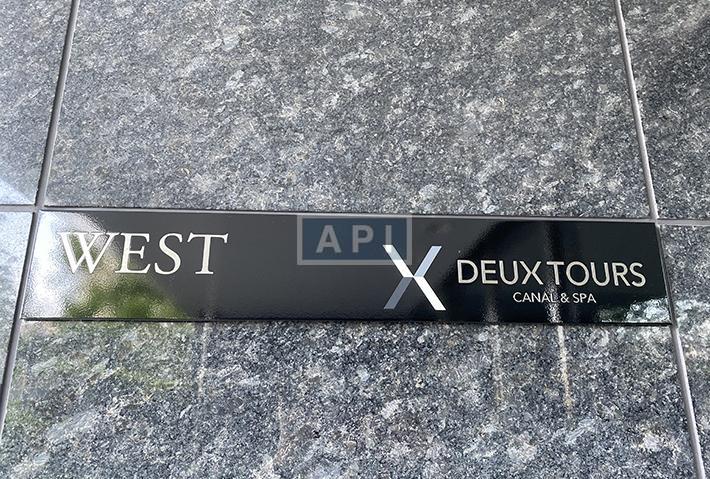 WEST
API
DEUX TOURS
CANAL & SPA